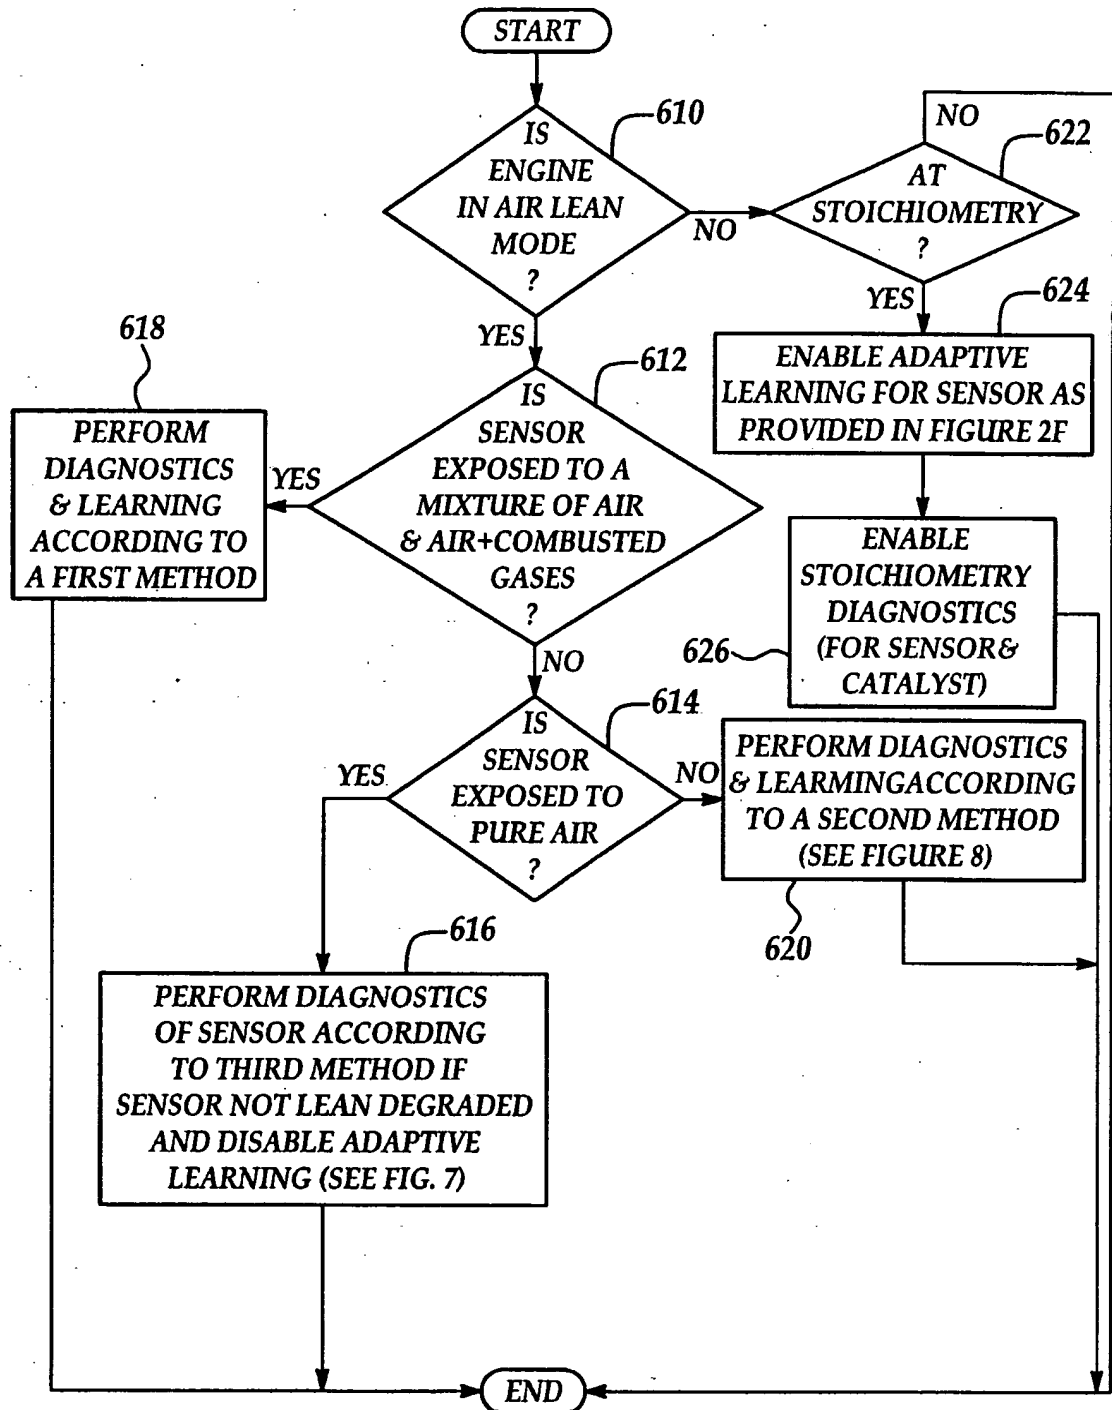 START
610
IS
ENGINE
IN AIR LEAN
MODE
?
NO
YES
NO
622
AT
STOICHIOMETRY
?
YES
624
ENABLE ADAPTIVE
LEARNING FOR SENSOR AS
PROVIDED IN FIGURE 2F
618
PERFORM
DIAGNOSTICS
& LEARNING
ACCORDING TO
A FIRST METHOD
YES
612
IS
SENSOR
EXPOSED TO A
MIXTURE OF AIR
& AIR+COMBUSTED
GASES
?
NO
626
ENABLE
STOICHIOMETRY
DIAGNOSTICS
(FOR SENSOR&
CATALYST)
614
IS
SENSOR
EXPOSED TO
PURE AIR
?
YES
NO
PERFORM DIAGNOSTICS
& LEARMINGACCORDING
TO A SECOND METHOD
(SEE FIGURE 8)
620
616
PERFORM DIAGNOSTICS
OF SENSOR ACCORDING
TO THIRD METHOD IF
SENSOR NOT LEAN DEGRADED
AND DISABLE ADAPTIVE
LEARNING (SEE FIG. 7)
END